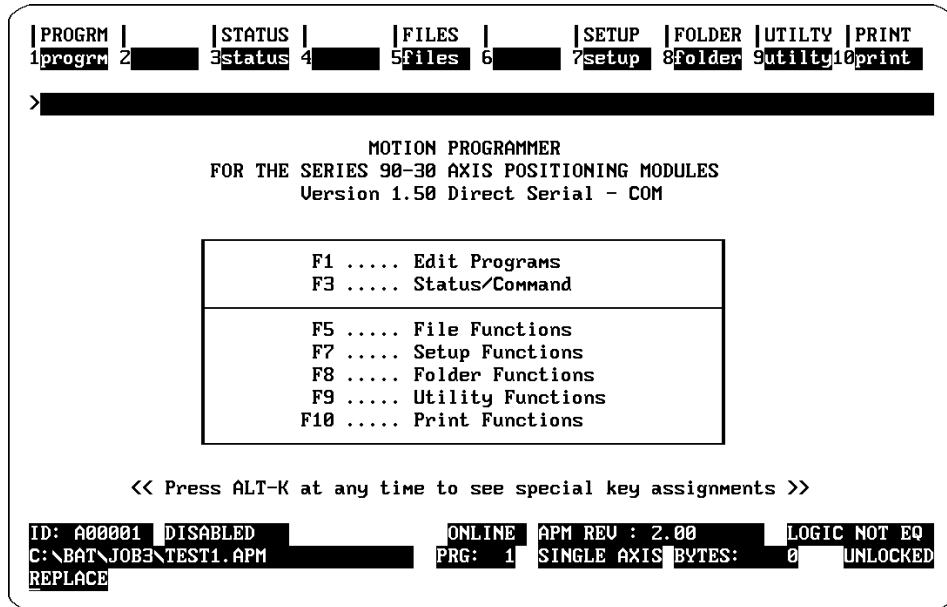 |PROGRM | |STATUS | |FILES | |SETUP |FOLDER |UTILTY |PRINT
1progrm 2 3status 4 5files 6 7setup 8folder 9utilty10print
>
MOTION PROGRAMMER
FOR THE SERIES 90-30 AXIS POSITIONING MODULES
Version 1.50 Direct Serial - COM
F1 ..... Edit Programs
F3 ..... Status/Command
F5 ..... File Functions
F7 ..... Setup Functions
F8 ..... Folder Functions
F9 ..... Utility Functions
F10 ..... Print Functions
<< Press ALT-K at any time to see special key assignments >>
ID: A00001 DISABLED ONLINE APM REV : 2.00 LOGIC NOT EQ
C:\BAT\JOB3\TEST1.APM PRG: 1 SINGLE AXIS BYTES: 0 UNLOCKED
REPLACE